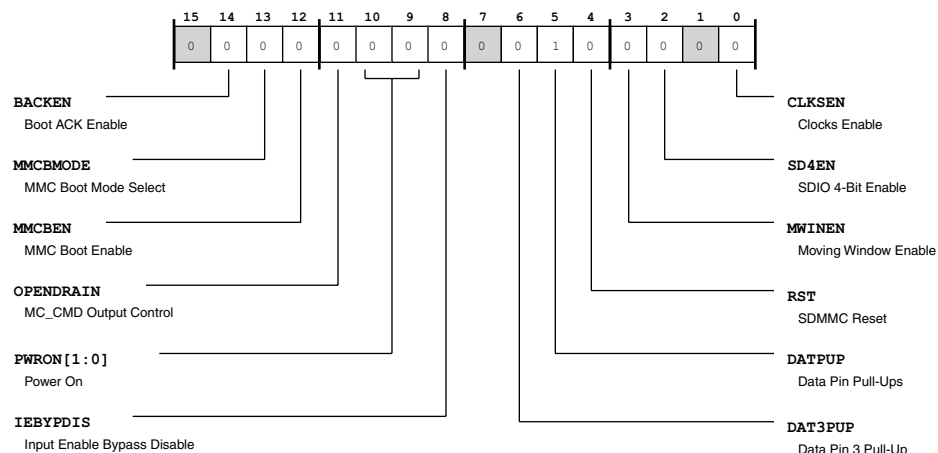 15 14 13 12 11 10 9 8 7 6 5 4 3 2 1 0
0 0 0 0 0 0 0 0 0 0 1 0 0 0 0 0
BACKEN
Boot ACK Enable
MMCBMODE
MMC Boot Mode Select
MMCBEN
MMC Boot Enable
OPENDRAIN
MC_CMD Output Control
PWRON[1:0]
Power On
IEBYPDIS
Input Enable Bypass Disable
CLKSEN
Clocks Enable
SD4EN
SDIO 4-Bit Enable
MWINEN
Moving Window Enable
RST
SDMMC Reset
DATPUP
Data Pin Pull-Ups
DAT3PUP
Data Pin 3 Pull-Up